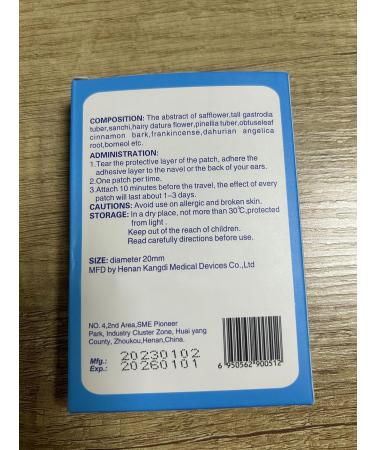 COMPOSITION: The abstract of safflower,tall gastrodia
tuber,sanchi,hairy datura flower,pinellia tuber,obtuseleaf
cinnamon bark,frankincense,dahurian angelica
root,borneol etc.
ADMINISTRATION:
1.Tear the protective layer of the patch, adhere the
adhesive layer to the navel or the back of your ears.
2.One patch per time.
3.Attach 10 minutes before the travel, the effect of every
patch will last about 1~3 days.
CAUTIONS: Avoid use on allergic and broken skin.
STORAGE: In a dry place, not more than 30℃,protected
from light .
Keep out of the reach of children.
Read carefully directions before use.
SIZE: diameter 20mm
MFD by Henan Kangdi Medical Devices Co.,Ltd
NO. 4,2nd Area,SME Pioneer
Park, Industry Cluster Zone, Huai yang
County, Zhoukou,Henan,China.
Mfg.: 20230102
Exp.: 20260101
6 950562 900512